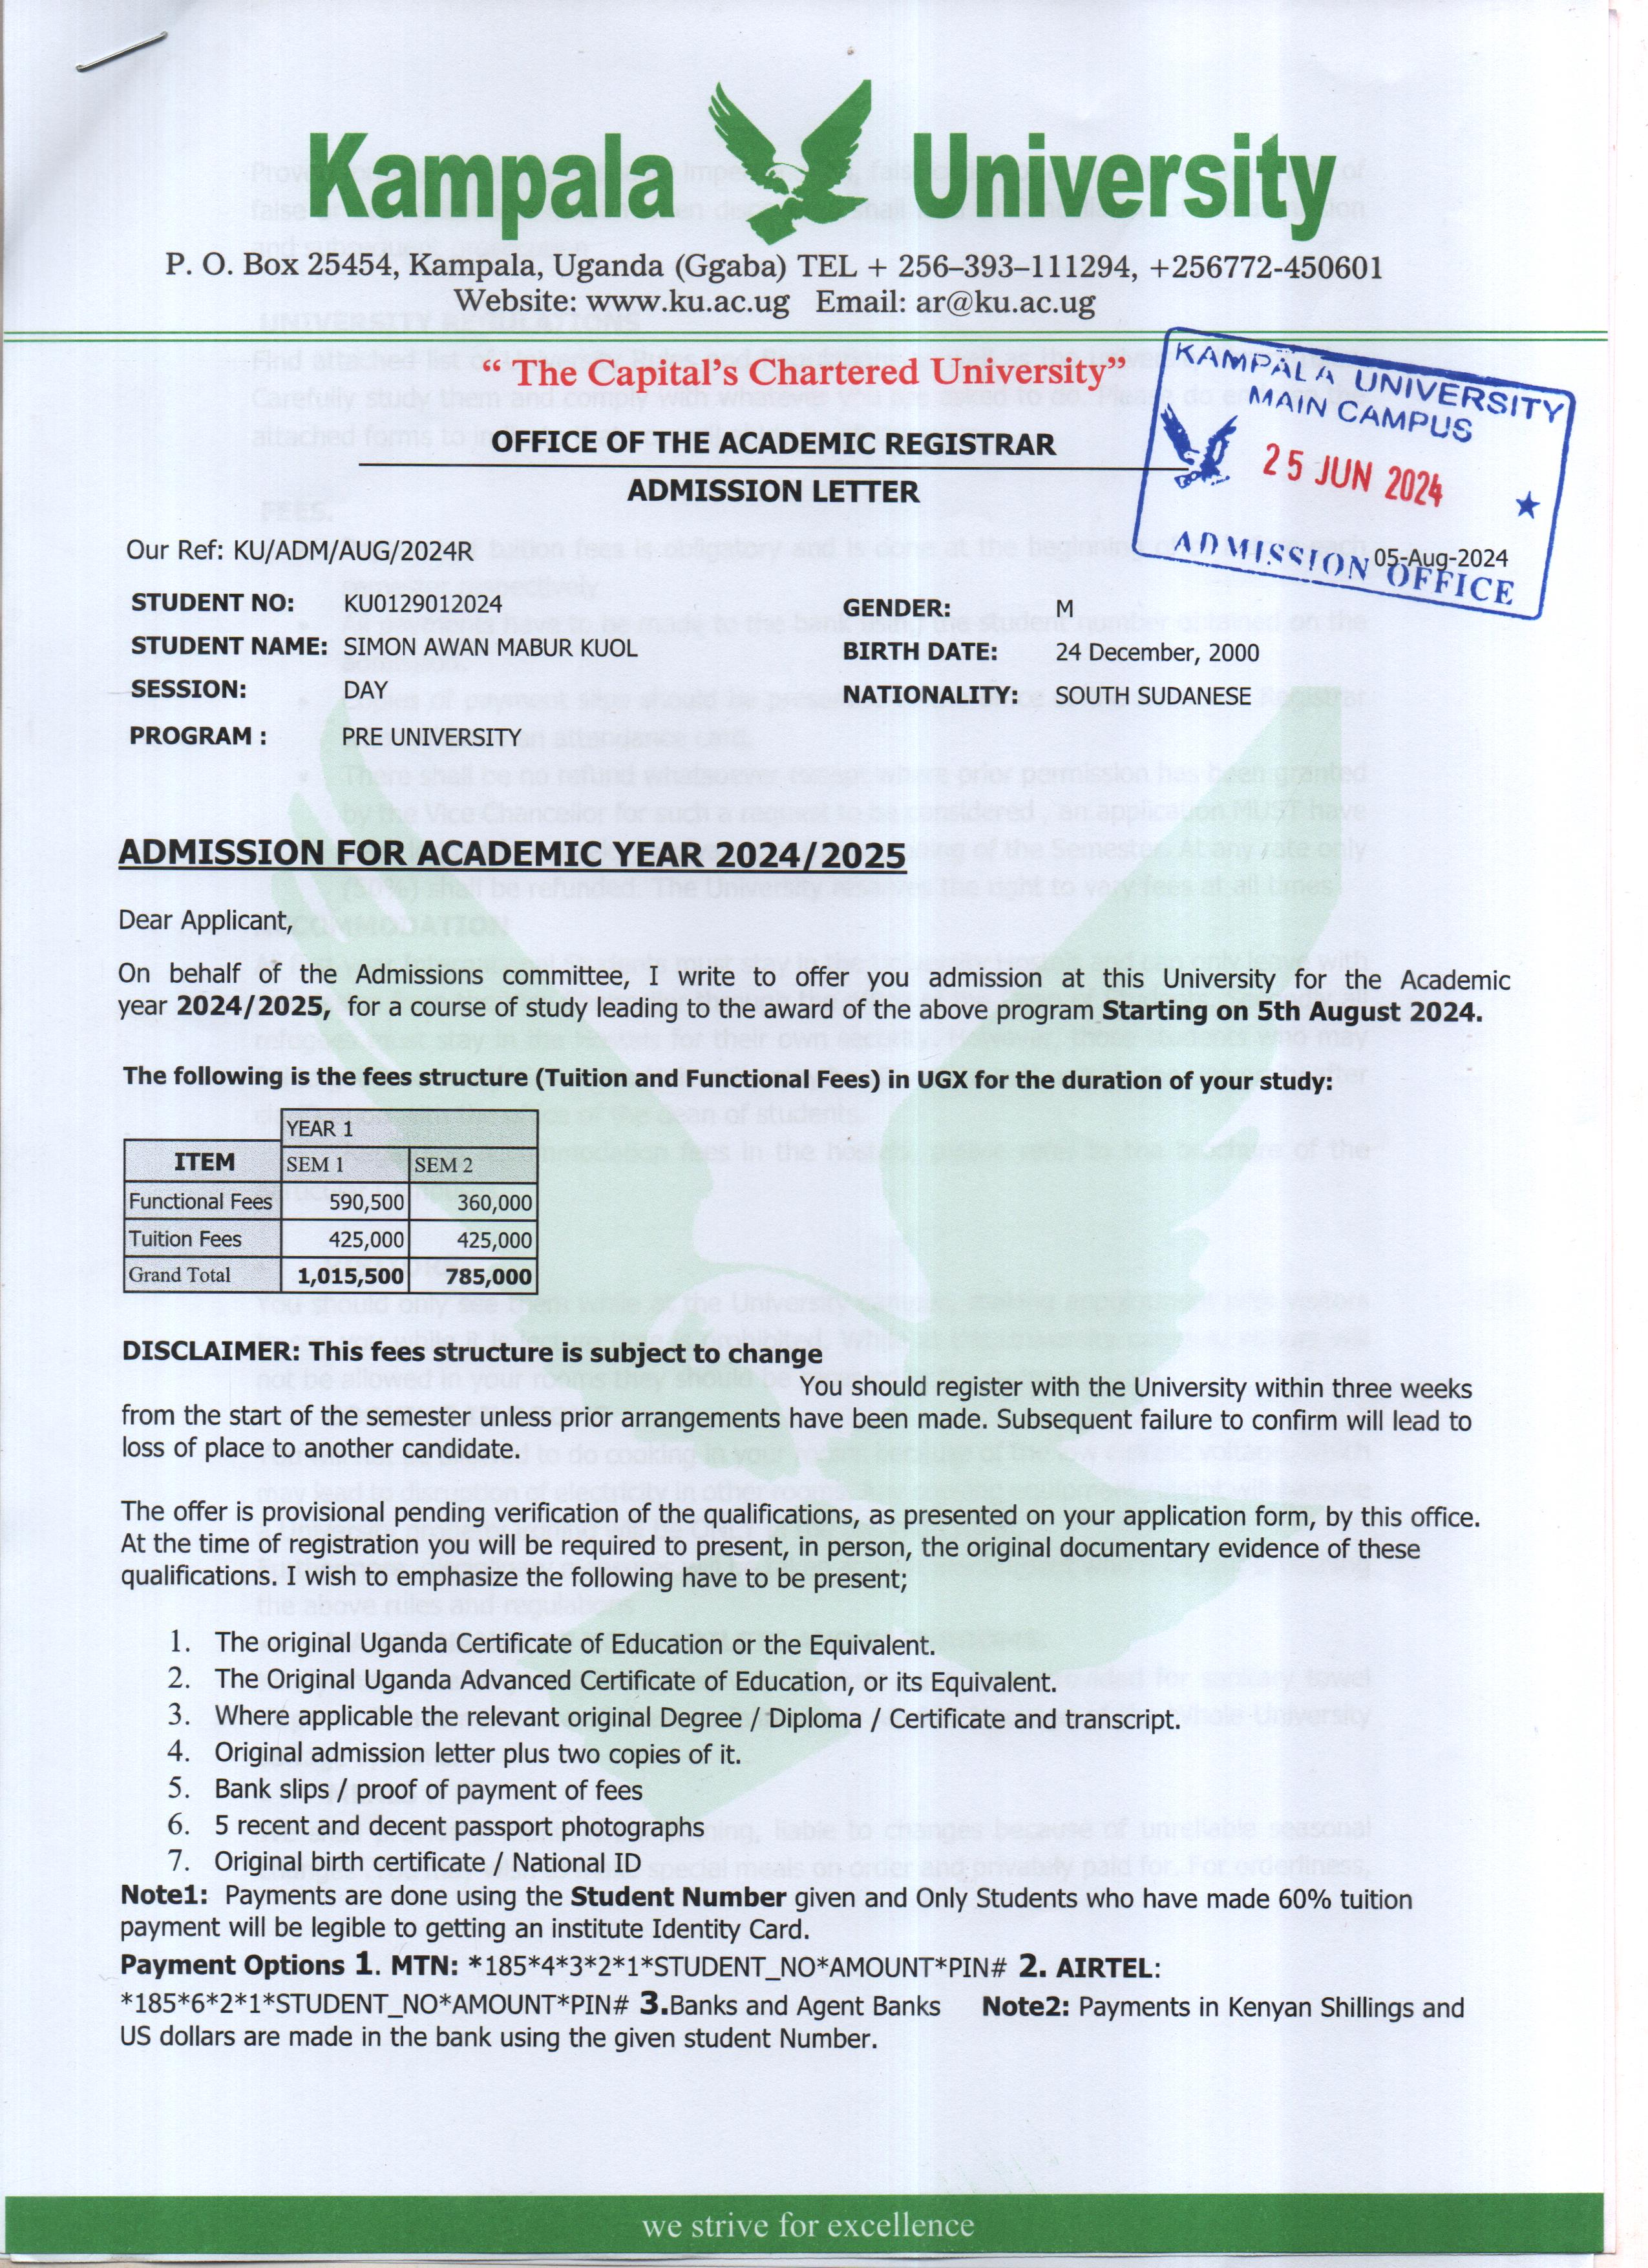 Kampala University
P. O. Box 25454, Kampala, Uganda (Ggaba) TEL + 256–393–111294, +256772-450601
Website: www.ku.ac.ug Email: ar@ku.ac.ug
“ The Capital’s Chartered University”
KAMPALA UNIVERSITY
MAIN CAMPUS
25 JUN 2024
ADMISSION OFFICE
OFFICE OF THE ACADEMIC REGISTRAR
ADMISSION LETTER
Our Ref: KU/ADM/AUG/2024R
05-Aug-2024
STUDENT NO: KU0129012024 GENDER: M
STUDENT NAME: SIMON AWAN MABUR KUOL BIRTH DATE: 24 December, 2000
SESSION: DAY NATIONALITY: SOUTH SUDANESE
PROGRAM : PRE UNIVERSITY
ADMISSION FOR ACADEMIC YEAR 2024/2025
Dear Applicant,
On behalf of the Admissions committee, I write to offer you admission at this University for the Academic
year 2024/2025, for a course of study leading to the award of the above program Starting on 5th August 2024.
The following is the fees structure (Tuition and Functional Fees) in UGX for the duration of your study:
YEAR 1
ITEM SEM 1 SEM 2
Functional Fees 590,500 360,000
Tuition Fees 425,000 425,000
Grand Total 1,015,500 785,000
DISCLAIMER: This fees structure is subject to change
You should register with the University within three weeks
from the start of the semester unless prior arrangements have been made. Subsequent failure to confirm will lead to
loss of place to another candidate.
The offer is provisional pending verification of the qualifications, as presented on your application form, by this office.
At the time of registration you will be required to present, in person, the original documentary evidence of these
qualifications. I wish to emphasize the following have to be present;
1. The original Uganda Certificate of Education or the Equivalent.
2. The Original Uganda Advanced Certificate of Education, or its Equivalent.
3. Where applicable the relevant original Degree / Diploma / Certificate and transcript.
4. Original admission letter plus two copies of it.
5. Bank slips / proof of payment of fees
6. 5 recent and decent passport photographs
7. Original birth certificate / National ID
Note1: Payments are done using the Student Number given and Only Students who have made 60% tuition
payment will be legible to getting an institute Identity Card.
Payment Options 1. MTN: *185*4*3*2*1*STUDENT_NO*AMOUNT*PIN# 2. AIRTEL:
*185*6*2*1*STUDENT_NO*AMOUNT*PIN# 3.Banks and Agent Banks Note2: Payments in Kenyan Shillings and
US dollars are made in the bank using the given student Number.
we strive for excellence